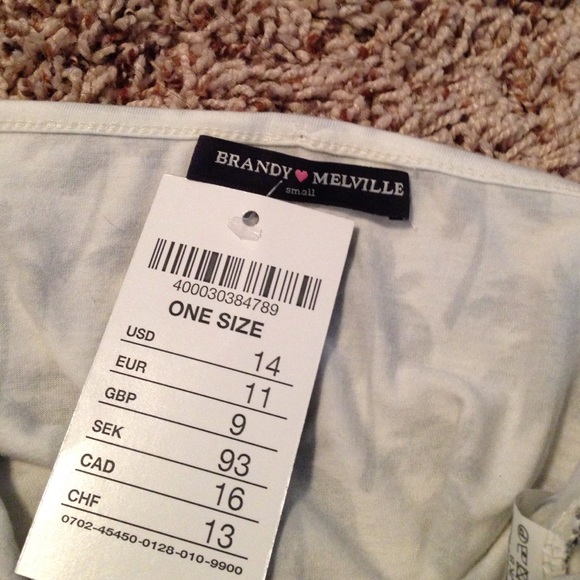 BRANDY MELVILLE
small
400030384789
ONE SIZE
USD 14
EUR 11
GBP 9
SEK 93
CAD 16
CHF 13
0702-45450-0128-010-9900